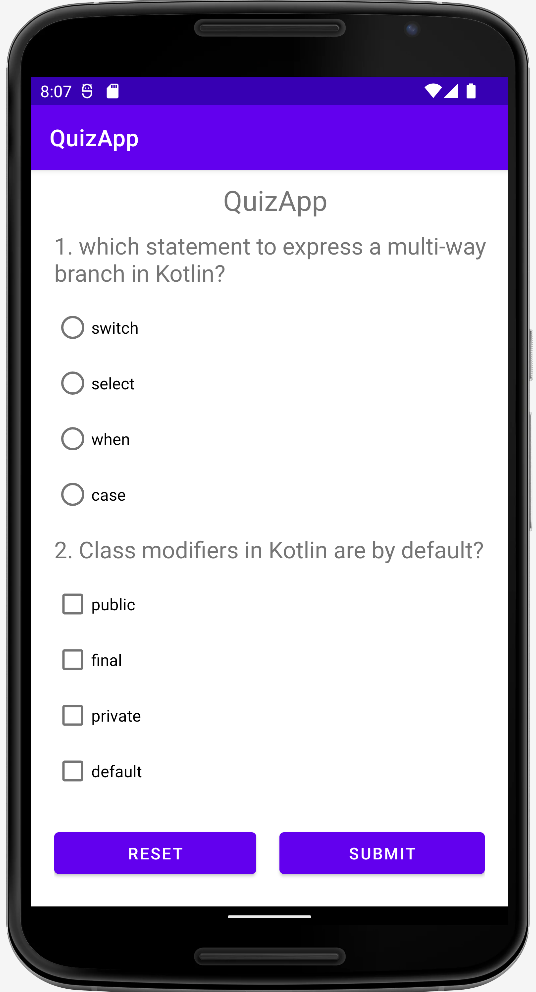 8:07
QuizApp
QuizApp
1. which statement to express a multi-way
branch in Kotlin?
switch
select
when
case
2. Class modifiers in Kotlin are by default?
public
final
private
default
RESET
SUBMIT